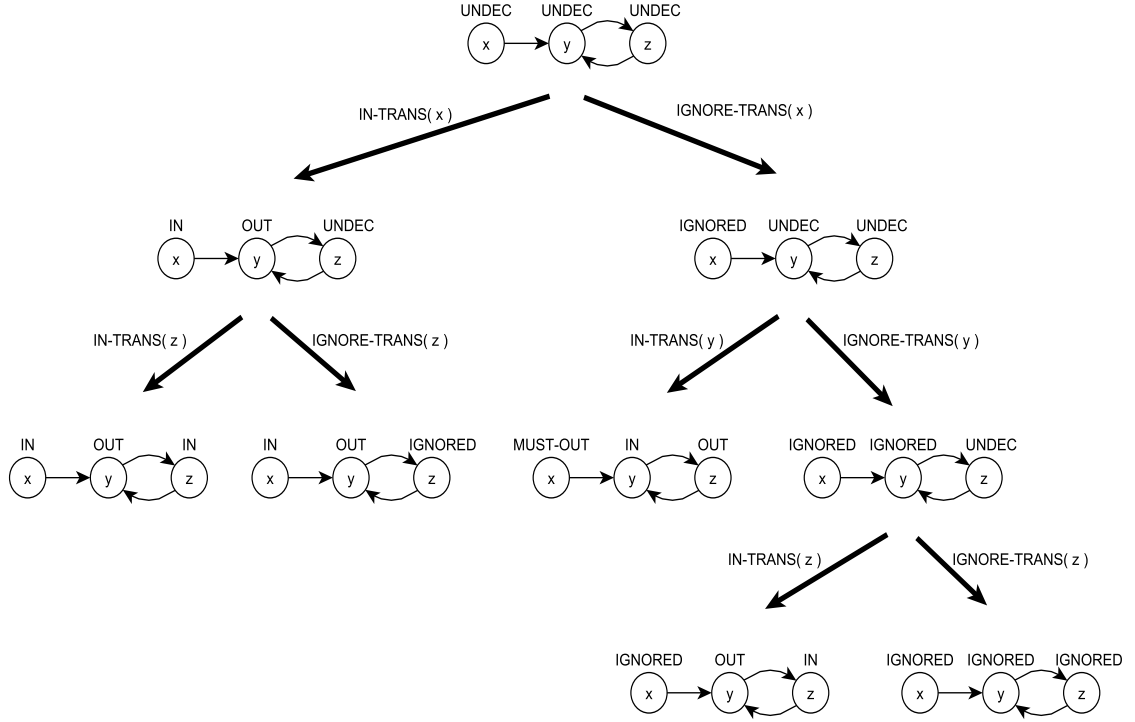 UNDEC UNDEC UNDEC
x y z
IN-TRANS( x ) IGNORE-TRANS( x )
IN OUT UNDEC IGNORED UNDEC UNDEC
x y z x y z
IN-TRANS( z ) IGNORE-TRANS( z ) IN-TRANS( y ) IGNORE-TRANS( y )
IN OUT IN IN OUT IGNORED MUST-OUT IN OUT IGNORED IGNORED UNDEC
x y z x y z x y z x y z
IN-TRANS( z ) IGNORE-TRANS( z )
IGNORED OUT IN IGNORED IGNORED IGNORED
x y z x y z